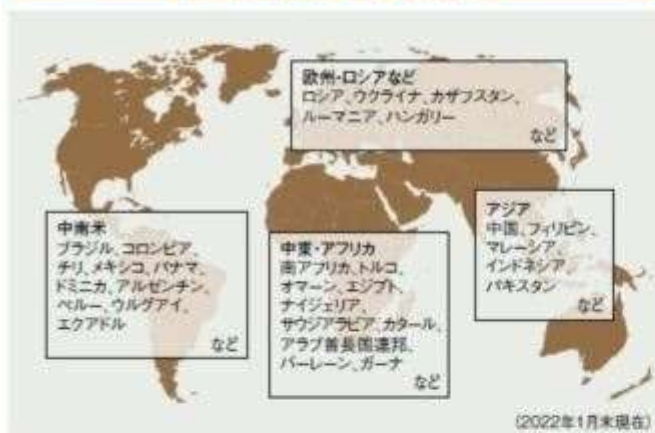 欧州・ロシアなど
ロシア、ウクライナ、カザフスタン、
ルーマニア、ハンガリー
など
中南米
ブラジル、コロンビア、
チリ、メキシコ、パナマ、
ドミニカ、アルゼンチン、
ペルー、ウルグアイ、
エクアドル
など
中東・アフリカ
南アフリカ、トルコ、
オマーン、エジプト、
ナイジェリア、
サウジアラビア、カタール、
アラブ首長国連邦、
バーレーン、ガーナ
など
アジア
中国、フィリピン、
マレーシア、
インドネシア、
パキスタン
など
(2022年1月末現在)